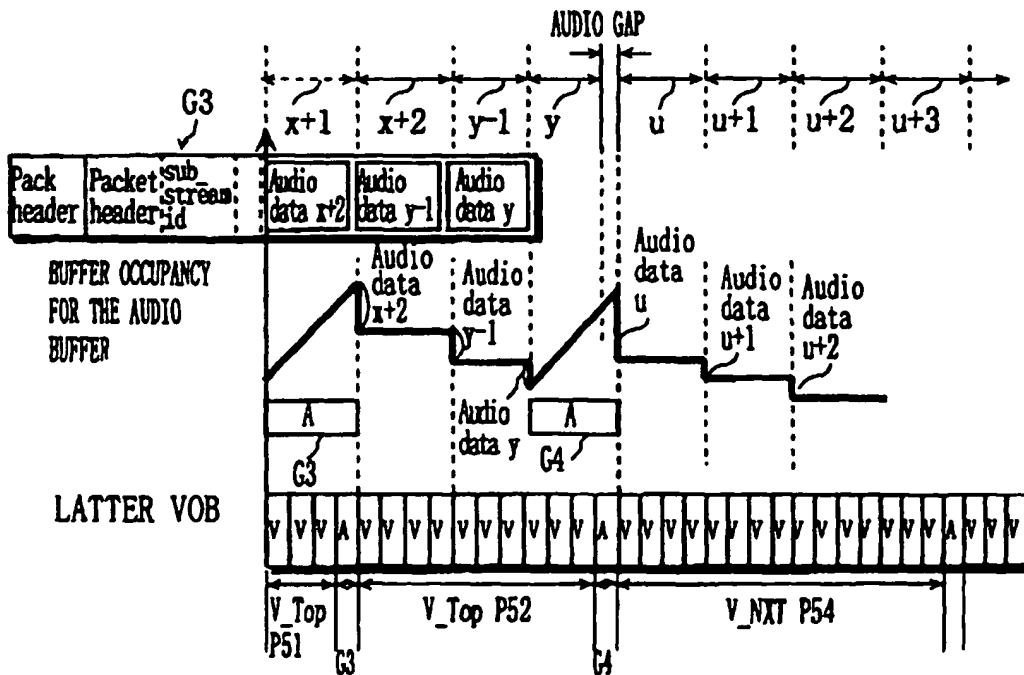 AUDIO GAP
x+1 x+2 y-1 y u u+1 u+2 u+3
G3
Pack header
Packet header
sub_stream id
Audio data x+2
Audio data y-1
Audio data y
BUFFER OCCUPANCY
FOR THE AUDIO
BUFFER
Audio data x+2
Audio data y-1
Audio data y
Audio data u
Audio data u+1
Audio data u+2
A
G3
A
G4
LATTER VOB
V V V A V V V V V V V V V V A V V V V V V V V V V V V V V A V V V
V_Top P51
G3
V_Top P52
G4
V_NXT P54